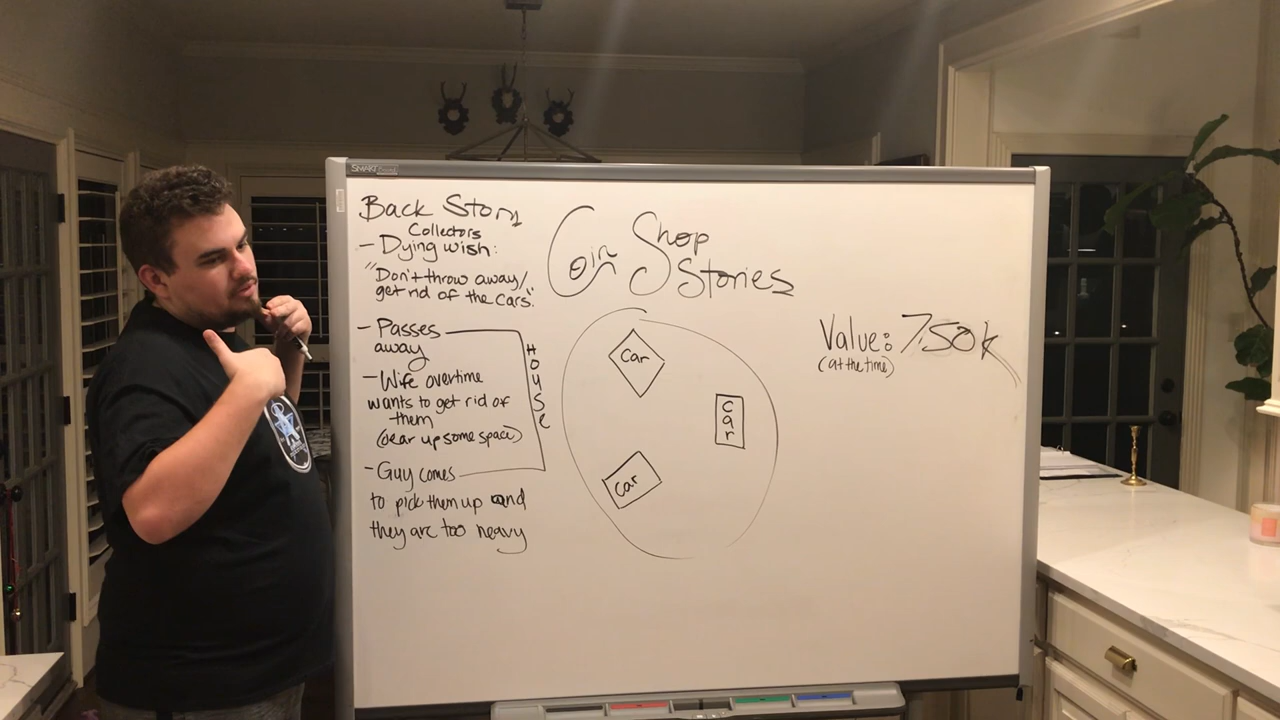 SMART
Back Story
Collectors
- Dying wish:
"Don't throw away/
get rid of the cars."
- Passes
away
- Wife overtime
wants to get rid of
them
(clear up some space)
- Guy comes
to pick them up and
they are too heavy
House
Coin Shop
Stories
Car
Car
Car
Value: 750k
(at the time)